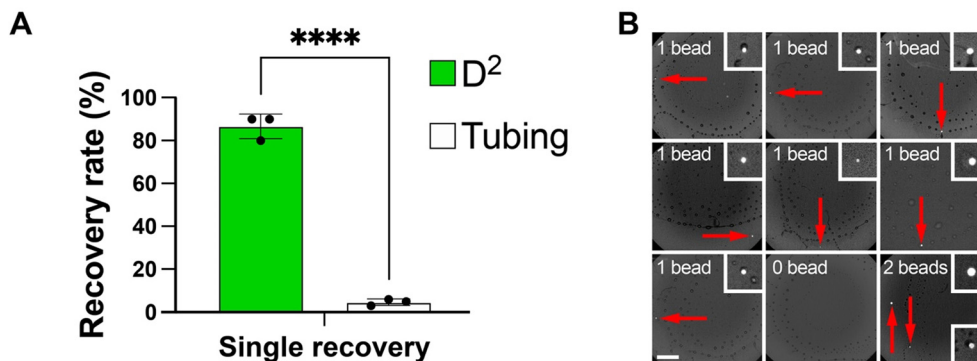 A
****
D²
Tubing
Recovery rate (%)
100
80
60
40
20
0
Single recovery
B
1 bead
1 bead
1 bead
1 bead
1 bead
1 bead
1 bead
0 bead
2 beads